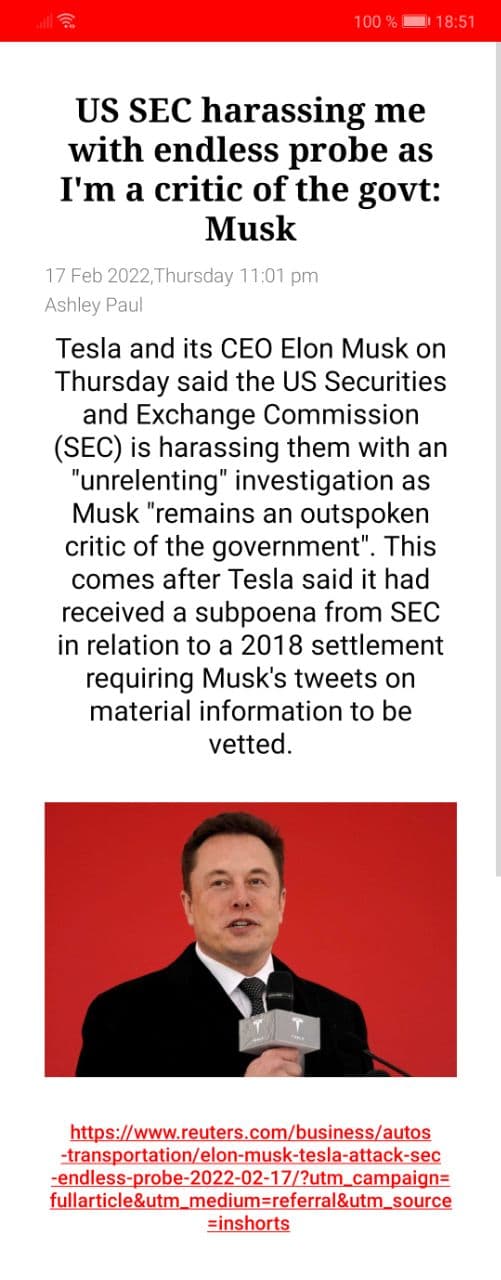 100 % 18:51
US SEC harassing me
with endless probe as
I'm a critic of the govt:
Musk
17 Feb 2022,Thursday 11:01 pm
Ashley Paul
Tesla and its CEO Elon Musk on
Thursday said the US Securities
and Exchange Commission
(SEC) is harassing them with an
"unrelenting" investigation as
Musk "remains an outspoken
critic of the government". This
comes after Tesla said it had
received a subpoena from SEC
in relation to a 2018 settlement
requiring Musk's tweets on
material information to be
vetted.
https://www.reuters.com/business/autos
-transportation/elon-musk-tesla-attack-sec
-endless-probe-2022-02-17/?utm_campaign=
fullarticle&utm_medium=referral&utm_source
=inshorts